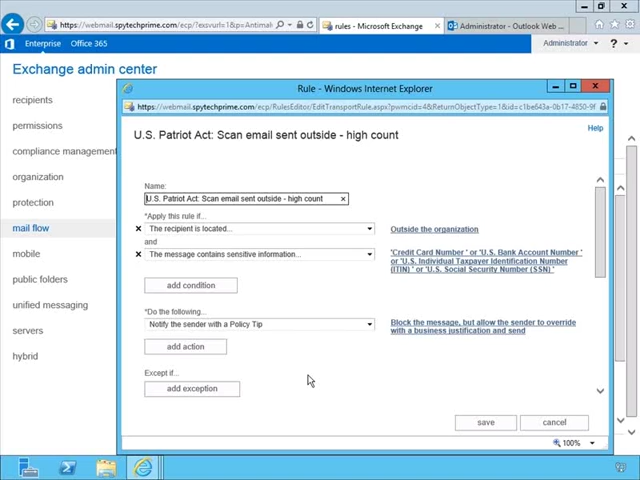 https://webmail.spytechprime.com/ecp/?exsvurl=1&p=Antimal
rules - Microsoft Exchange
Administrator - Outlook Web ...
Enterprise Office 365
Administrator
?
Exchange admin center
recipients
permissions
compliance management
organization
protection
mail flow
mobile
public folders
unified messaging
servers
hybrid
Rule - Windows Internet Explorer
https://webmail.spytechprime.com/ecp/RulesEditor/EditTransportRule.aspx?pwmcid=4&ReturnObjectType=1&id=c1be643a-0b17-4850-9f
Help
U.S. Patriot Act: Scan email sent outside - high count
Name:
U.S. Patriot Act: Scan email sent outside - high count
*Apply this rule if...
The recipient is located...
Outside the organization
and
The message contains sensitive information...
'Credit Card Number ' or 'U.S. Bank Account Number '
or 'U.S. Individual Taxpayer Identification Number
(ITIN) ' or 'U.S. Social Security Number (SSN) '
add condition
*Do the following...
Notify the sender with a Policy Tip
Block the message, but allow the sender to override
with a business justification and send
add action
Except if...
add exception
save
cancel
100%